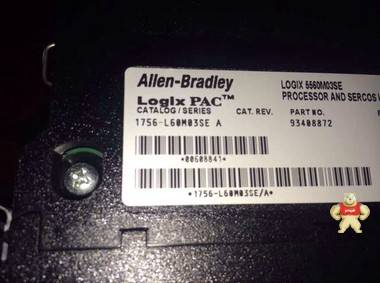 Allen-Bradley
Logix PAC™
CATALOG / SERIES CAT. REV.
1756-L60M03SE A
*00608841*
*1756-L60M03SE/A*
LOGIX 5560M03SE
PROCESSOR AND SERCOS
PART NO.
93408872